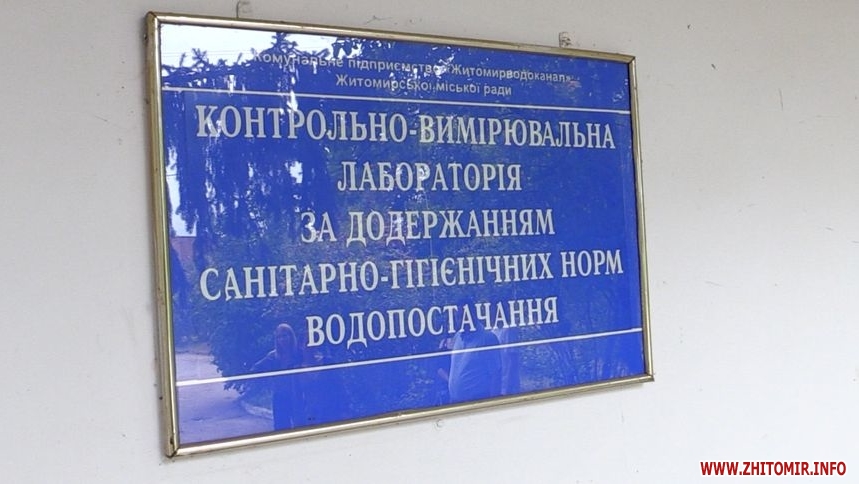 Комунальне підприємство «Житомирводоканал»
Житомирської міської ради
КОНТРОЛЬНО-ВИМІРЮВАЛЬНА
ЛАБОРАТОРІЯ
ЗА ДОДЕРЖАННЯМ
САНІТАРНО-ГІГІЄНІЧНИХ НОРМ
ВОДОПОСТАЧАННЯ
WWW.ZHITOMIR.INFO